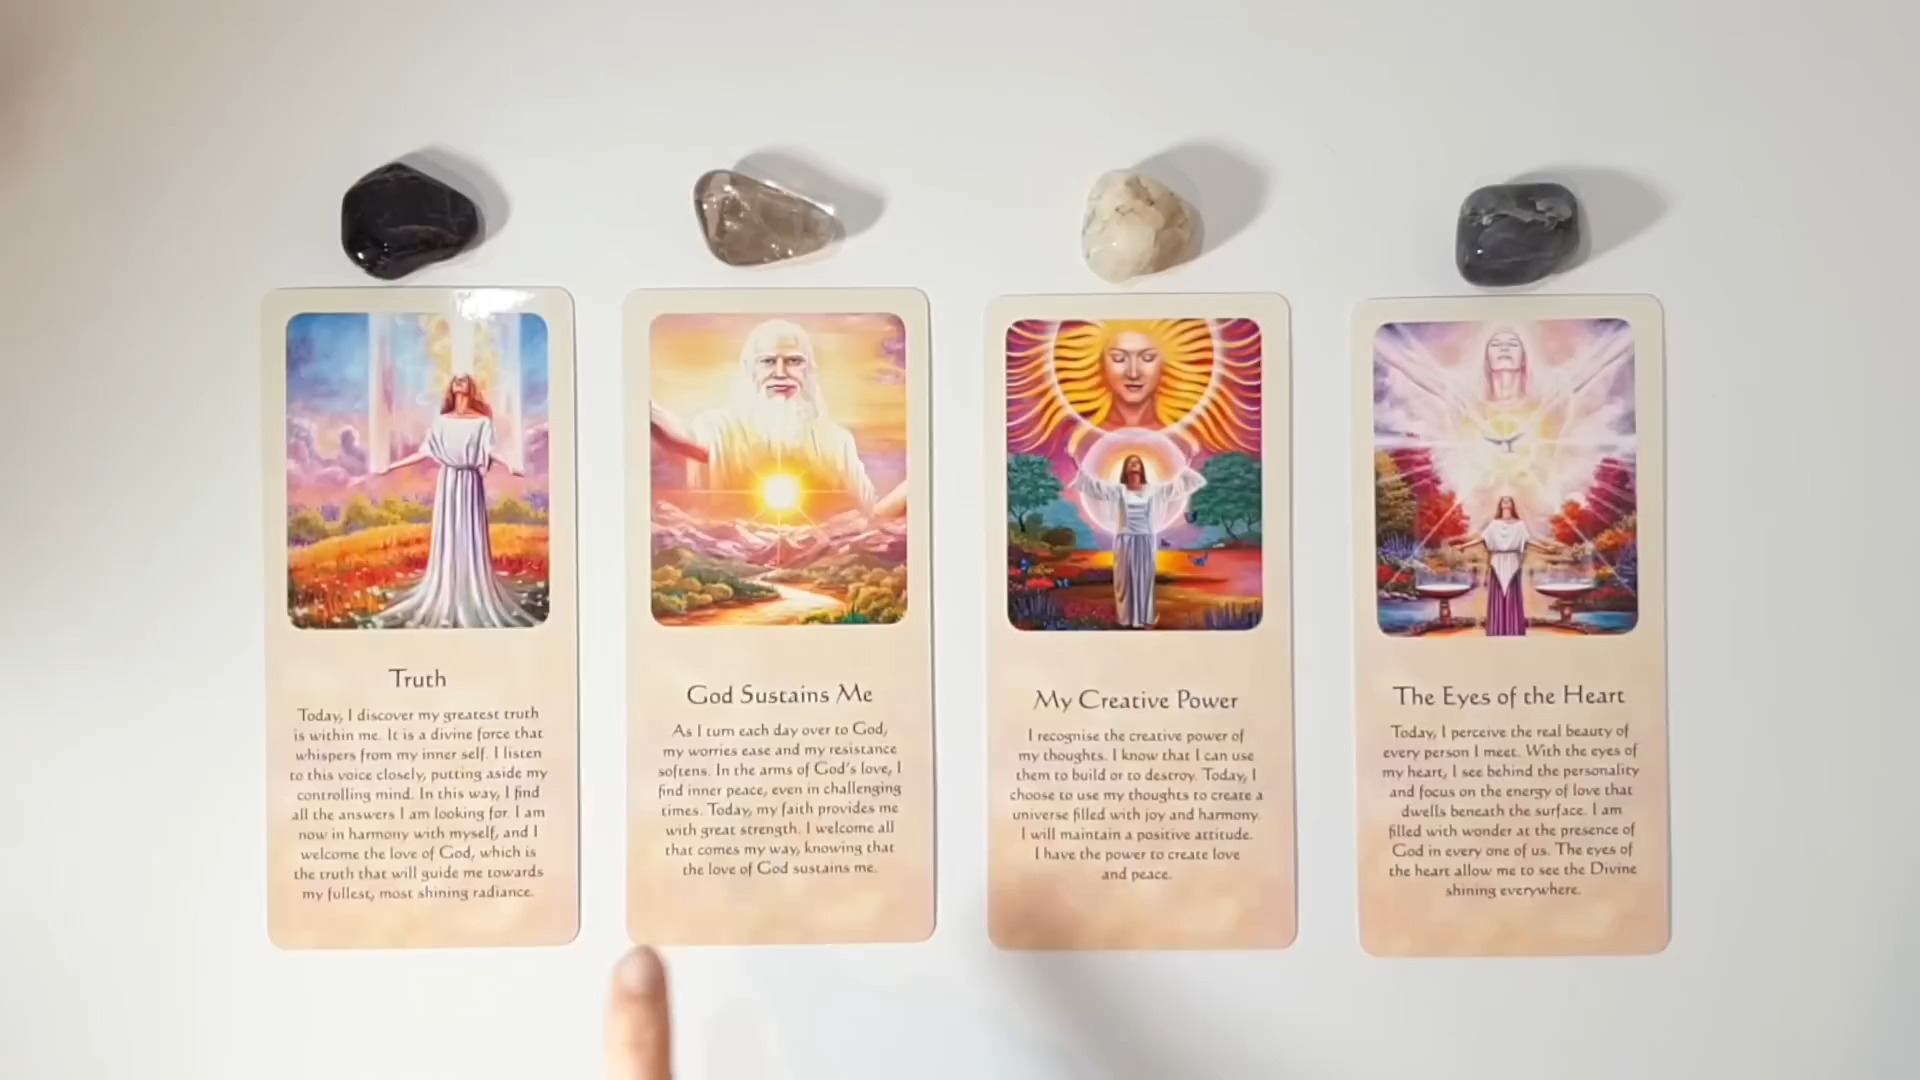 Truth
Today, I discover my greatest truth
is within me. It is a divine force that
whispers from my inner self. I listen
to this voice closely, putting aside my
controlling mind. In this way, I find
all the answers I am looking for. I am
now in harmony with myself, and I
welcome the love of God, which is
the truth that will guide me towards
my fullest, most shining radiance.
God Sustains Me
As I turn each day over to God,
my worries ease and my resistance
softens. In the arms of God's love, I
find inner peace, even in challenging
times. Today, my faith provides me
with great strength. I welcome all
that comes my way, knowing that
the love of God sustains me.
My Creative Power
I recognise the creative power of
my thoughts. I know that I can use
them to build or to destroy. Today, I
choose to use my thoughts to create a
universe filled with joy and harmony.
I will maintain a positive attitude.
I have the power to create love
and peace.
The Eyes of the Heart
Today, I perceive the real beauty of
every person I meet. With the eyes of
my heart, I see behind the personality
and focus on the energy of love that
dwells beneath the surface. I am
filled with wonder at the presence of
God in every one of us. The eyes of
the heart allow me to see the Divine
shining everywhere.